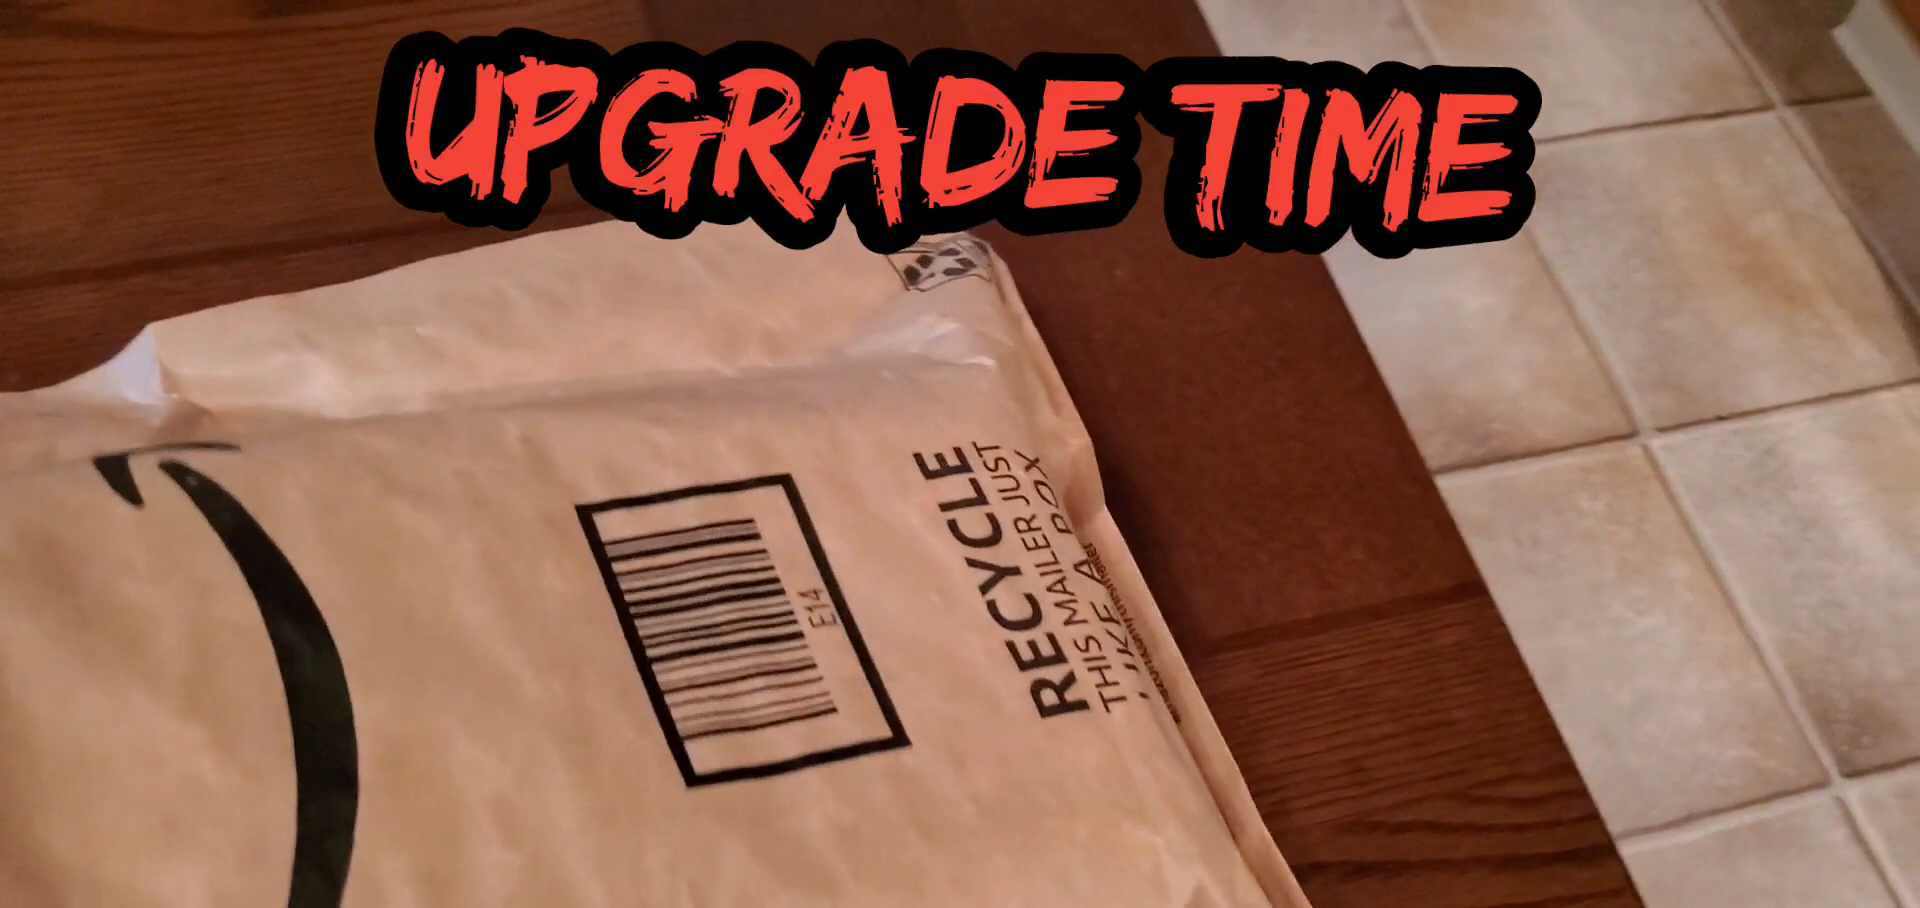 UPGRADE TIME
RECYCLE
THIS MAILER JUST
LIKE A BOX
E14